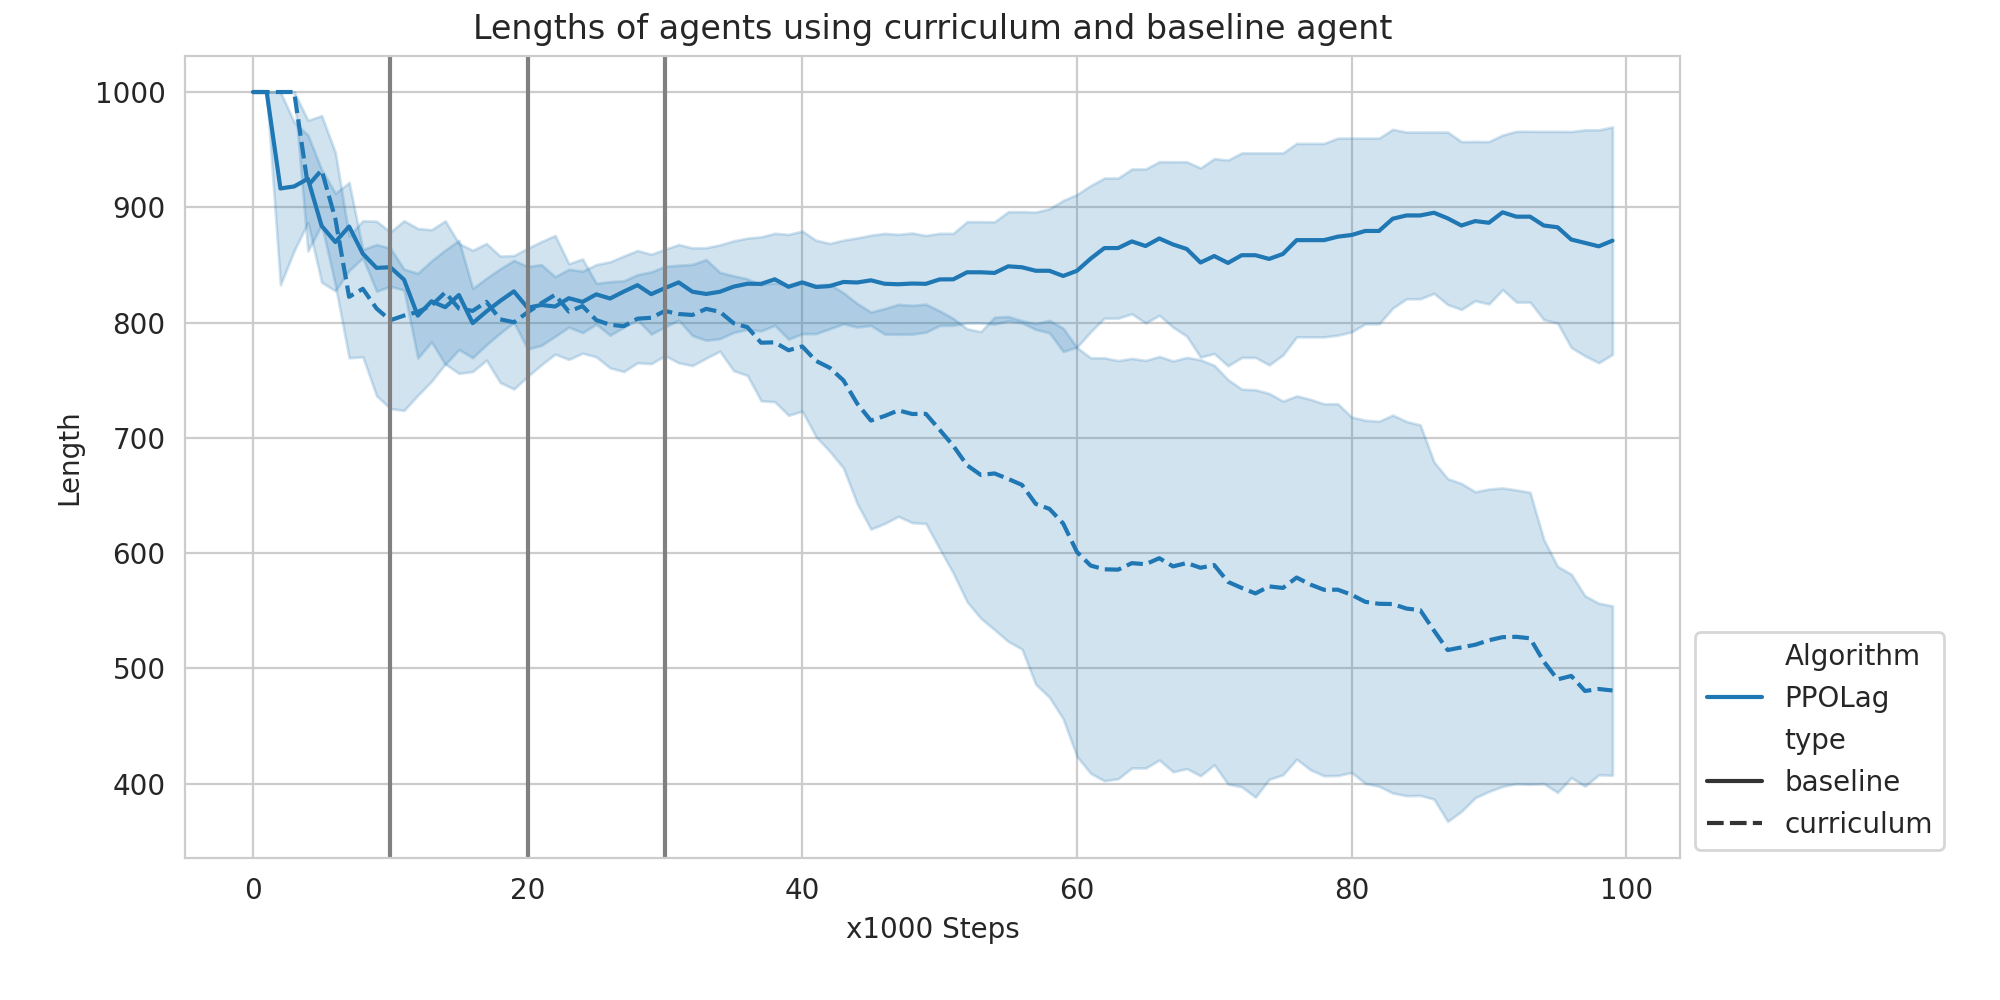 Lengths of agents using curriculum and baseline agent
1000
900
800
700
600
500
400
Length
0
20
40
60
80
100
x1000 Steps
Algorithm
PPOLag
type
baseline
curriculum